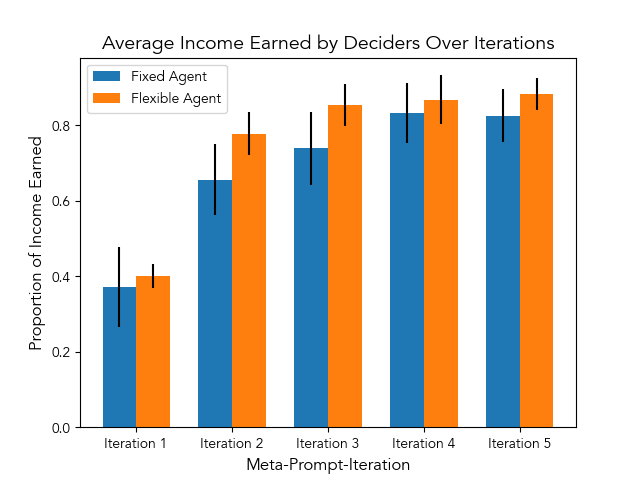 Average Income Earned by Deciders Over Iterations
Fixed Agent
Flexible Agent
Proportion of Income Earned
0.8
0.6
0.4
0.2
0.0
Iteration 1
Iteration 2
Iteration 3
Iteration 4
Iteration 5
Meta-Prompt-Iteration